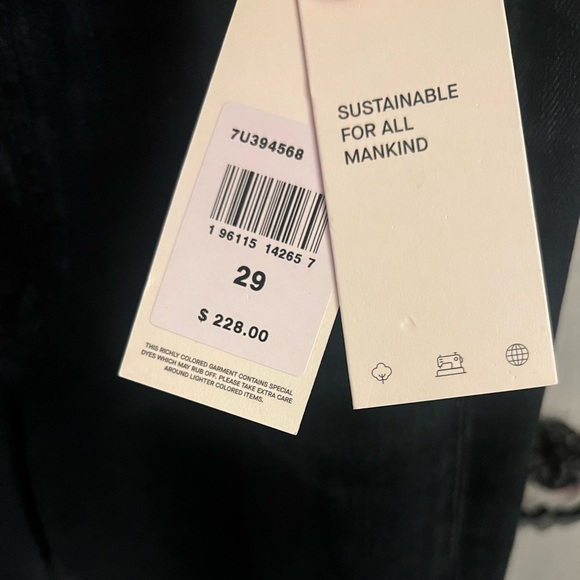 7U394568
1 96115 14265 7
29
$ 228.00
THIS RICHLY COLORED GARMENT CONTAINS SPECIAL
DYES WHICH MAY RUB OFF. PLEASE TAKE EXTRA CARE
AROUND LIGHTER COLORED ITEMS.
SUSTAINABLE
FOR ALL
MANKIND